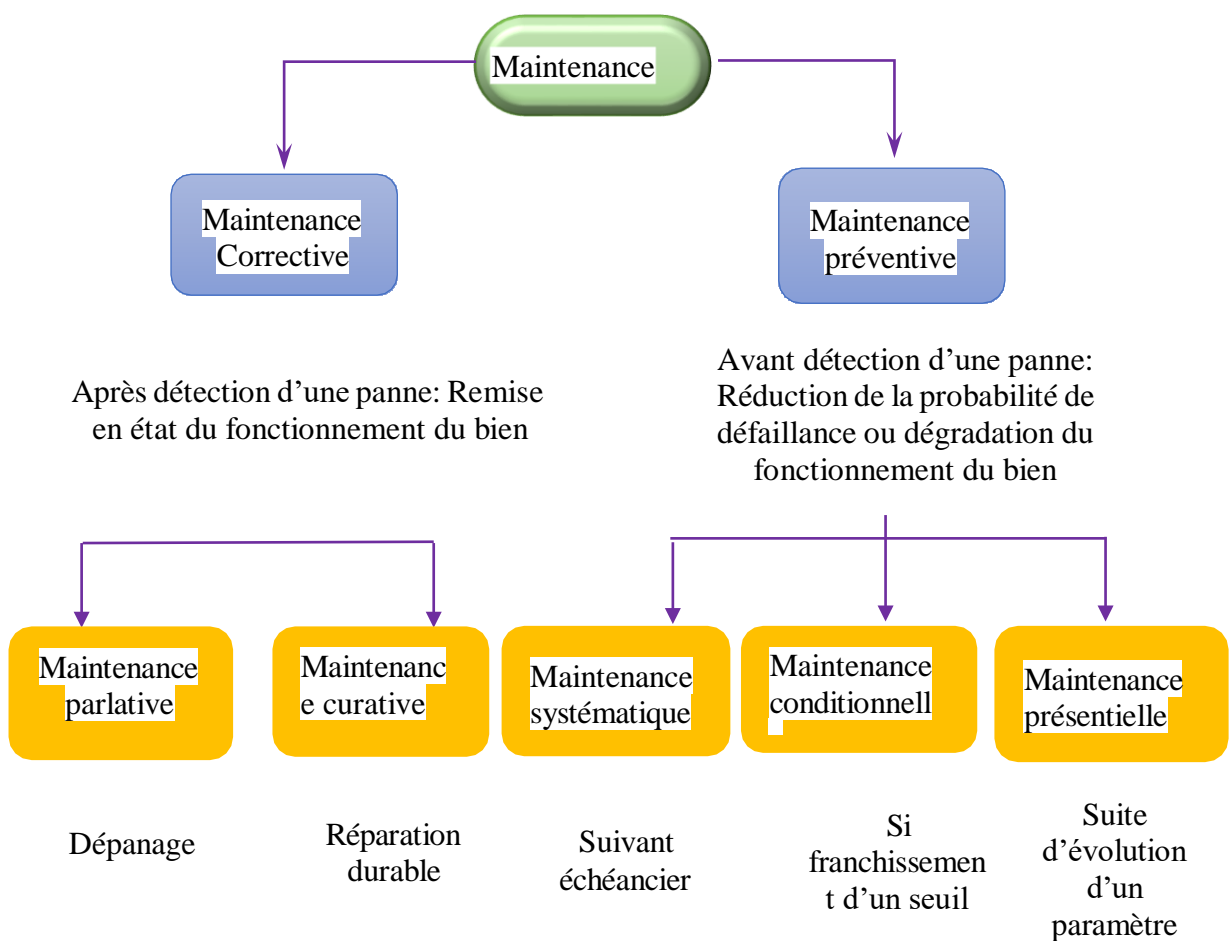 Maintenance
Maintenance
Corrective
Maintenance
préventive
Après détection d’une panne: Remise
en état du fonctionnement du bien
Avant détection d’une panne:
Réduction de la probabilité de
défaillance ou dégradation du
fonctionnement du bien
Maintenance
parlative
Maintenanc
e curative
Maintenance
systématique
Maintenance
conditionnell
Maintenance
présentielle
Dépanage
Réparation
durable
Suivant
échéancier
Si
franchissemen
t d’un seuil
Suite
d’évolution
d’un
paramètre